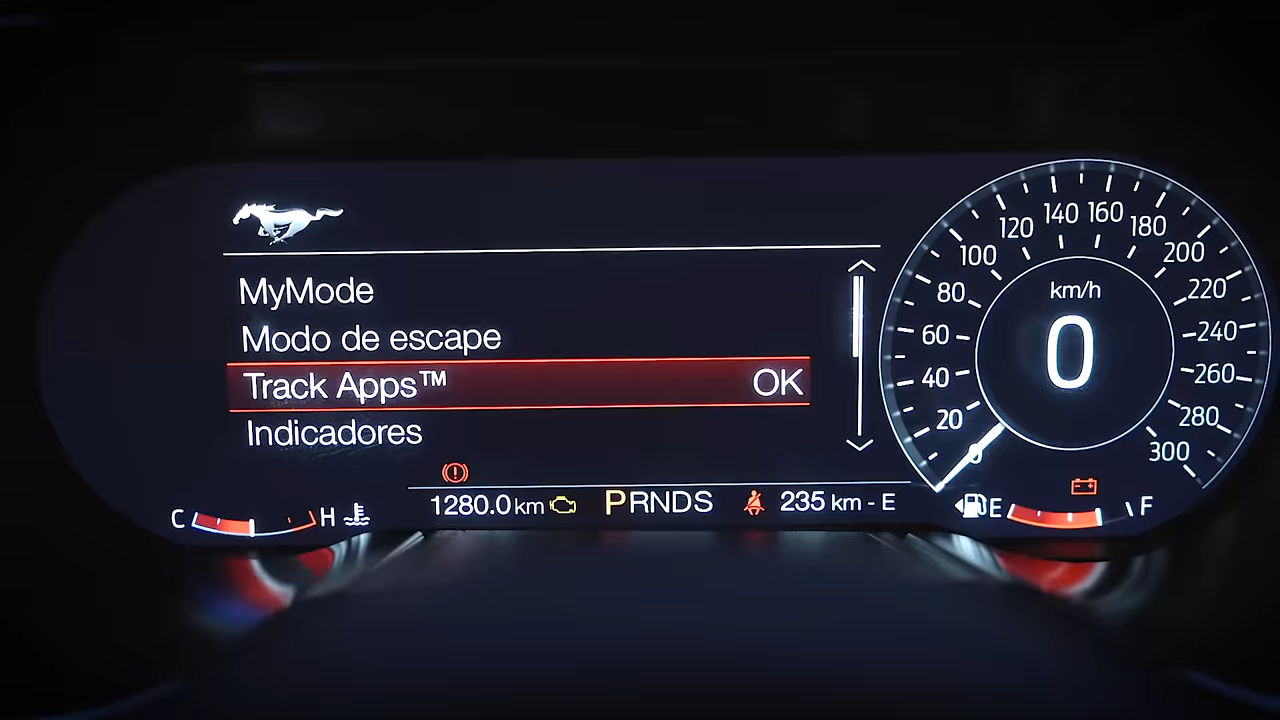 MyMode
Modo de escape
Track Apps™ OK
Indicadores
km/h
0
0
20
40
60
80
100
120
140
160
180
200
220
240
260
280
300
C H
1280.0 km PRNDS 235 km - E
E F